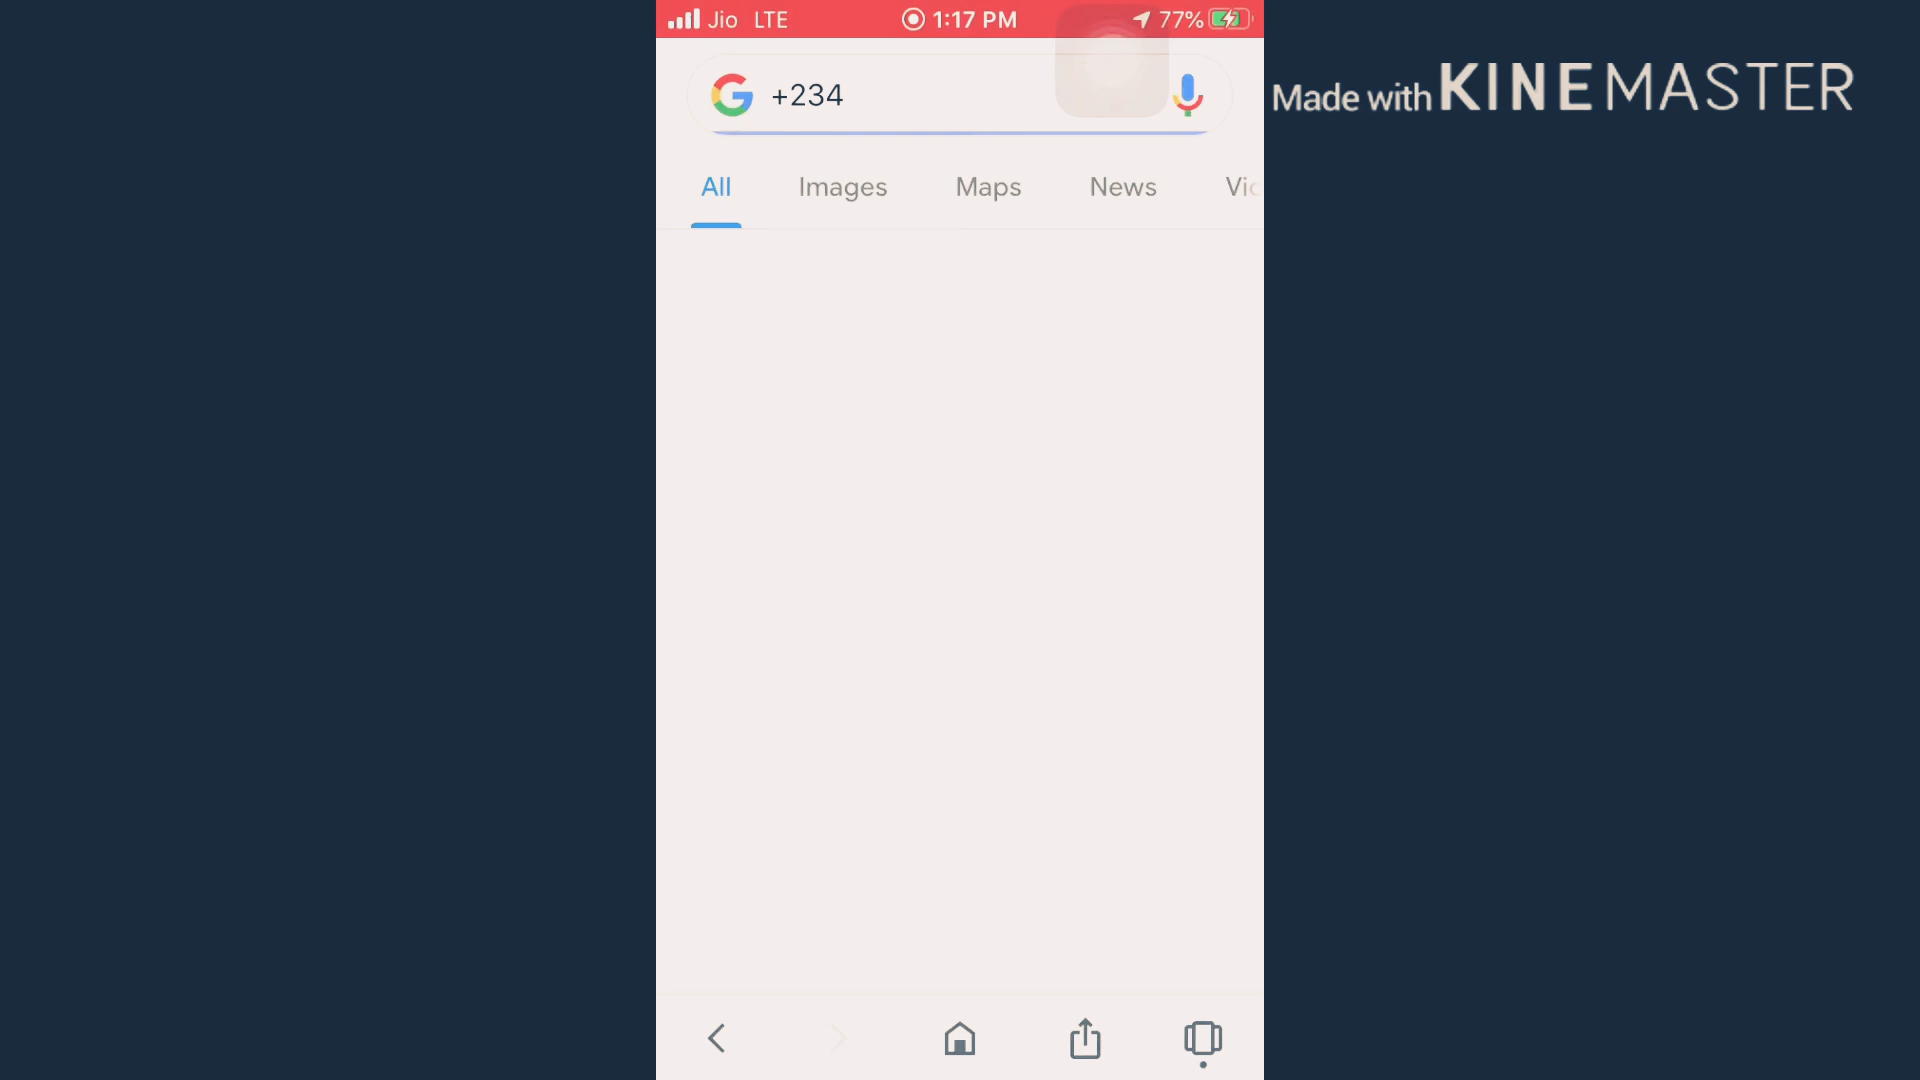 Jio LTE 1:17 PM 77%
Made with KINEMASTER
+234
All Images Maps News